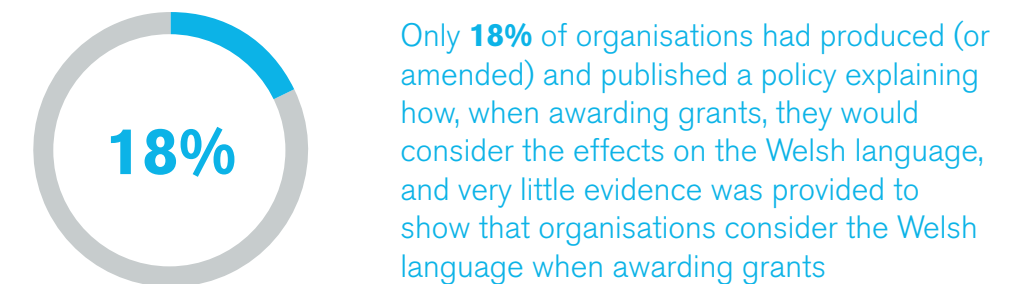 18%
Only 18% of organisations had produced (or
amended) and published a policy explaining
how, when awarding grants, they would
consider the effects on the Welsh language,
and very little evidence was provided to
show that organisations consider the Welsh
language when awarding grants